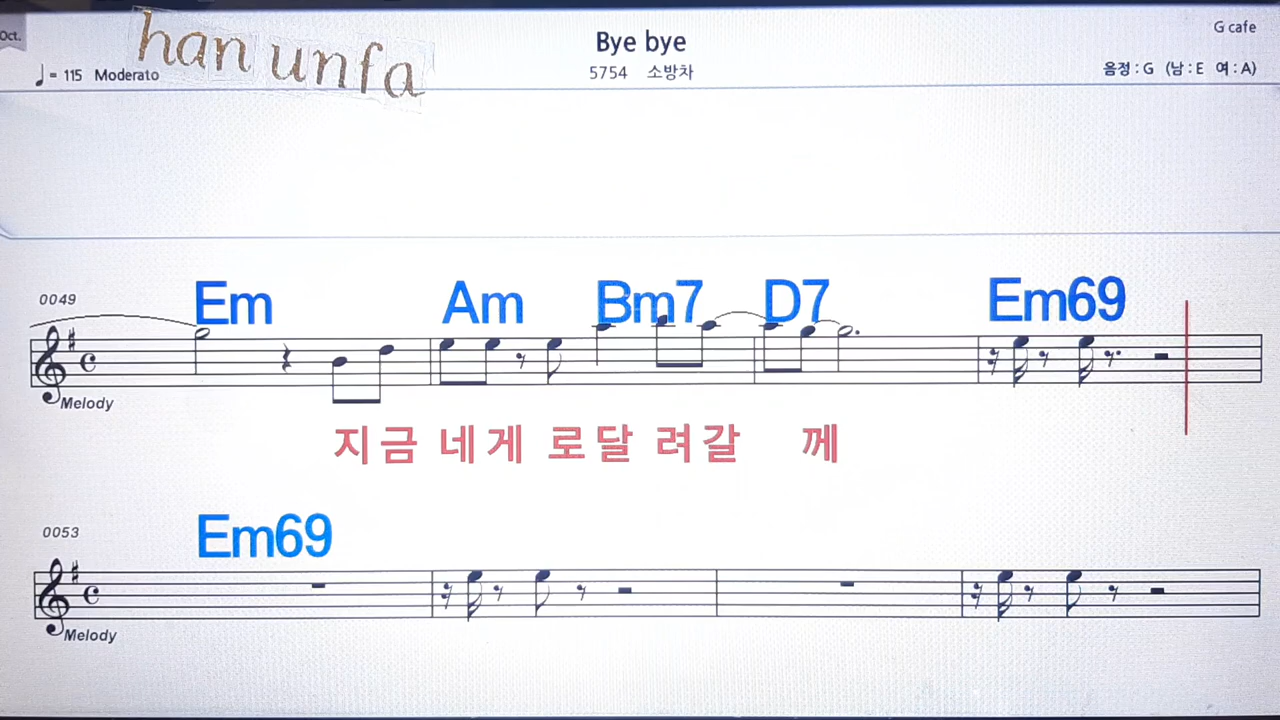 Oct.
han unfa
Bye bye
G cafe
♩= 115 Moderato
5754 소방차
음정 : G (남 : E 여 : A)
Em Am Bm7 D7 Em69
0049
Melody
지금 네게 로달 려갈 께
Em69
0053
Melody